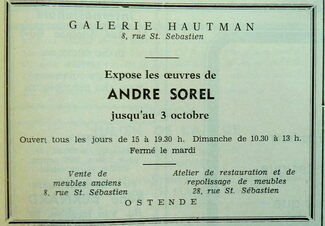 GALERIE HAUTMAN
8, rue St. Sebastien
Expose les œuvres de
ANDRE SOREL
jusqu'au 3 octobre
Ouvert tous les jours de 15 à 19.30 h. Dimanche de 10.30 à 13 h.
Fermé le mardi
Vente de
meubles anciens
8, rue St. Sébastien
Atelier de restauration et de
repolissage de meubles
28, rue St. Sébastien
OSTENDE